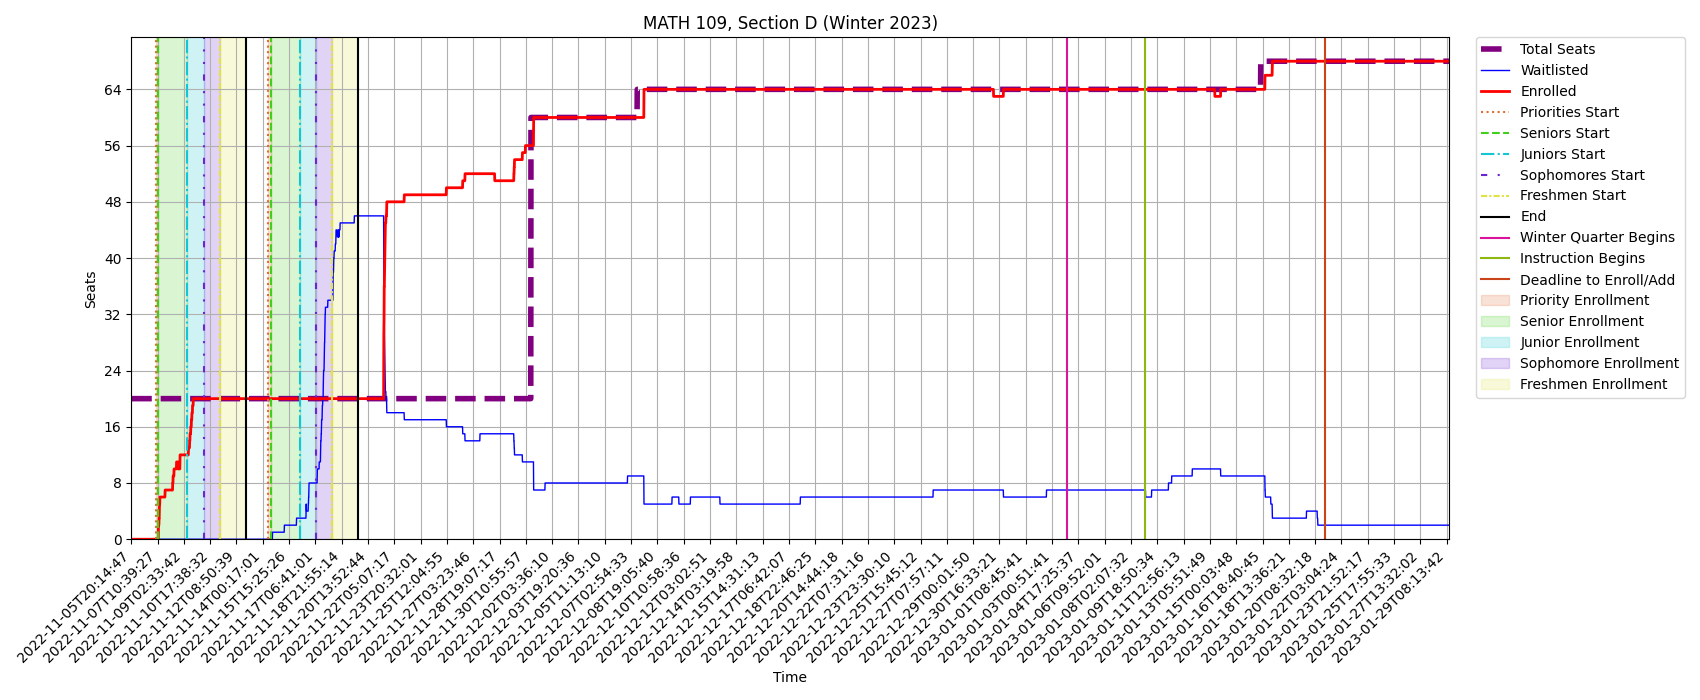 MATH 109, Section D (Winter 2023)
Seats
64
56
48
40
32
24
16
8
0
2022-11-05T20:14:47
2022-11-07T10:39:27
2022-11-09T02:33:42
2022-11-10T17:38:32
2022-11-12T08:50:39
2022-11-14T00:17:01
2022-11-15T15:25:26
2022-11-17T06:41:01
2022-11-18T21:55:14
2022-11-20T13:52:44
2022-11-22T05:07:17
2022-11-23T20:32:01
2022-11-25T12:04:55
2022-11-27T03:23:46
2022-11-28T19:07:17
2022-11-30T10:55:57
2022-12-02T03:36:10
2022-12-03T19:20:36
2022-12-05T11:13:10
2022-12-07T02:54:33
2022-12-08T19:05:40
2022-12-10T10:58:36
2022-12-12T03:02:51
2022-12-13T19:19:58
2022-12-15T14:31:13
2022-12-17T06:42:07
2022-12-18T22:46:25
2022-12-20T14:44:18
2022-12-22T07:31:16
2022-12-23T23:30:10
2022-12-25T15:45:12
2022-12-27T07:57:11
2022-12-29T00:01:50
2022-12-30T16:33:21
2023-01-01T08:45:41
2023-01-03T00:51:41
2023-01-04T17:25:37
2023-01-06T09:52:01
2023-01-08T02:07:32
2023-01-09T18:50:34
2023-01-11T12:56:13
2023-01-13T05:51:49
2023-01-15T00:03:48
2023-01-16T18:40:45
2023-01-18T13:36:21
2023-01-20T08:32:18
2023-01-22T03:04:24
2023-01-23T21:52:17
2023-01-25T17:55:33
2023-01-27T13:32:02
2023-01-29T08:13:42
Time
Total Seats
Waitlisted
Enrolled
Priorities Start
Seniors Start
Juniors Start
Sophomores Start
Freshmen Start
End
Winter Quarter Begins
Instruction Begins
Deadline to Enroll/Add
Priority Enrollment
Senior Enrollment
Junior Enrollment
Sophomore Enrollment
Freshmen Enrollment